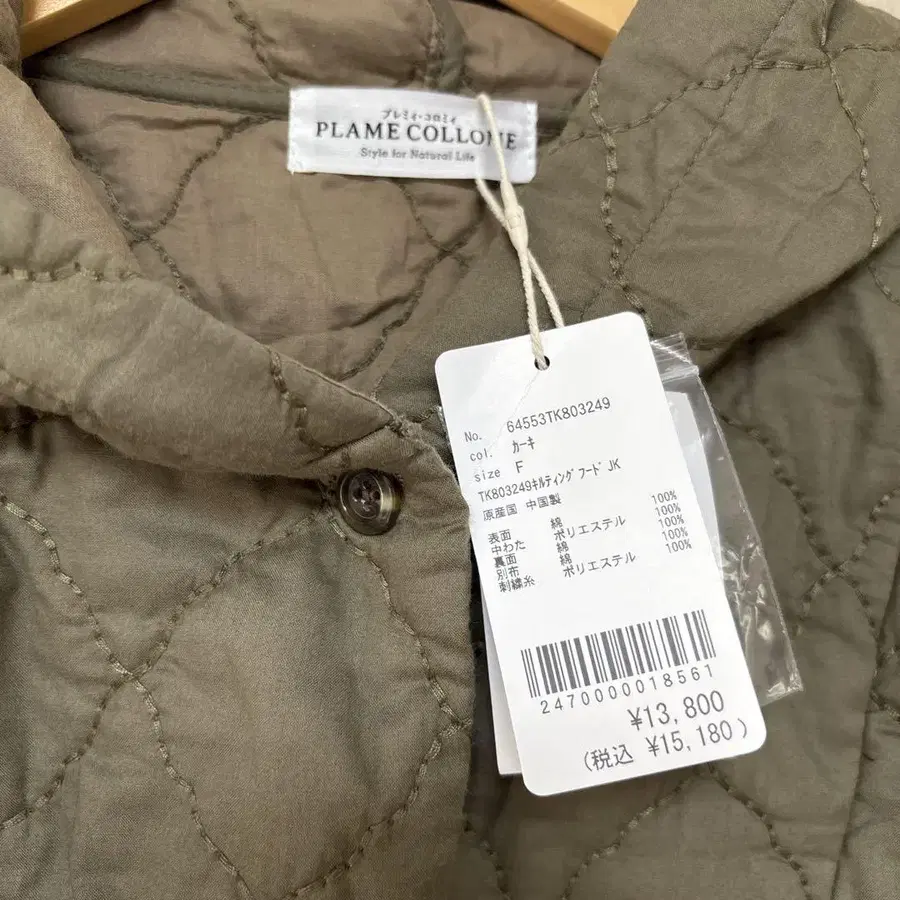 プレミィ・コロミィ
PLAME COLLOME
Style for Natural Life
No. 64553TK803249
col. カーキ
size F
TK803249キルティング フード JK
原産国 中国製
表面 綿 100%
中わた ポリエステル 100%
裏面 綿 100%
別布 綿 100%
刺繍糸 ポリエステル 100%
2470000018561
¥13,800
(税込 ¥15,180)